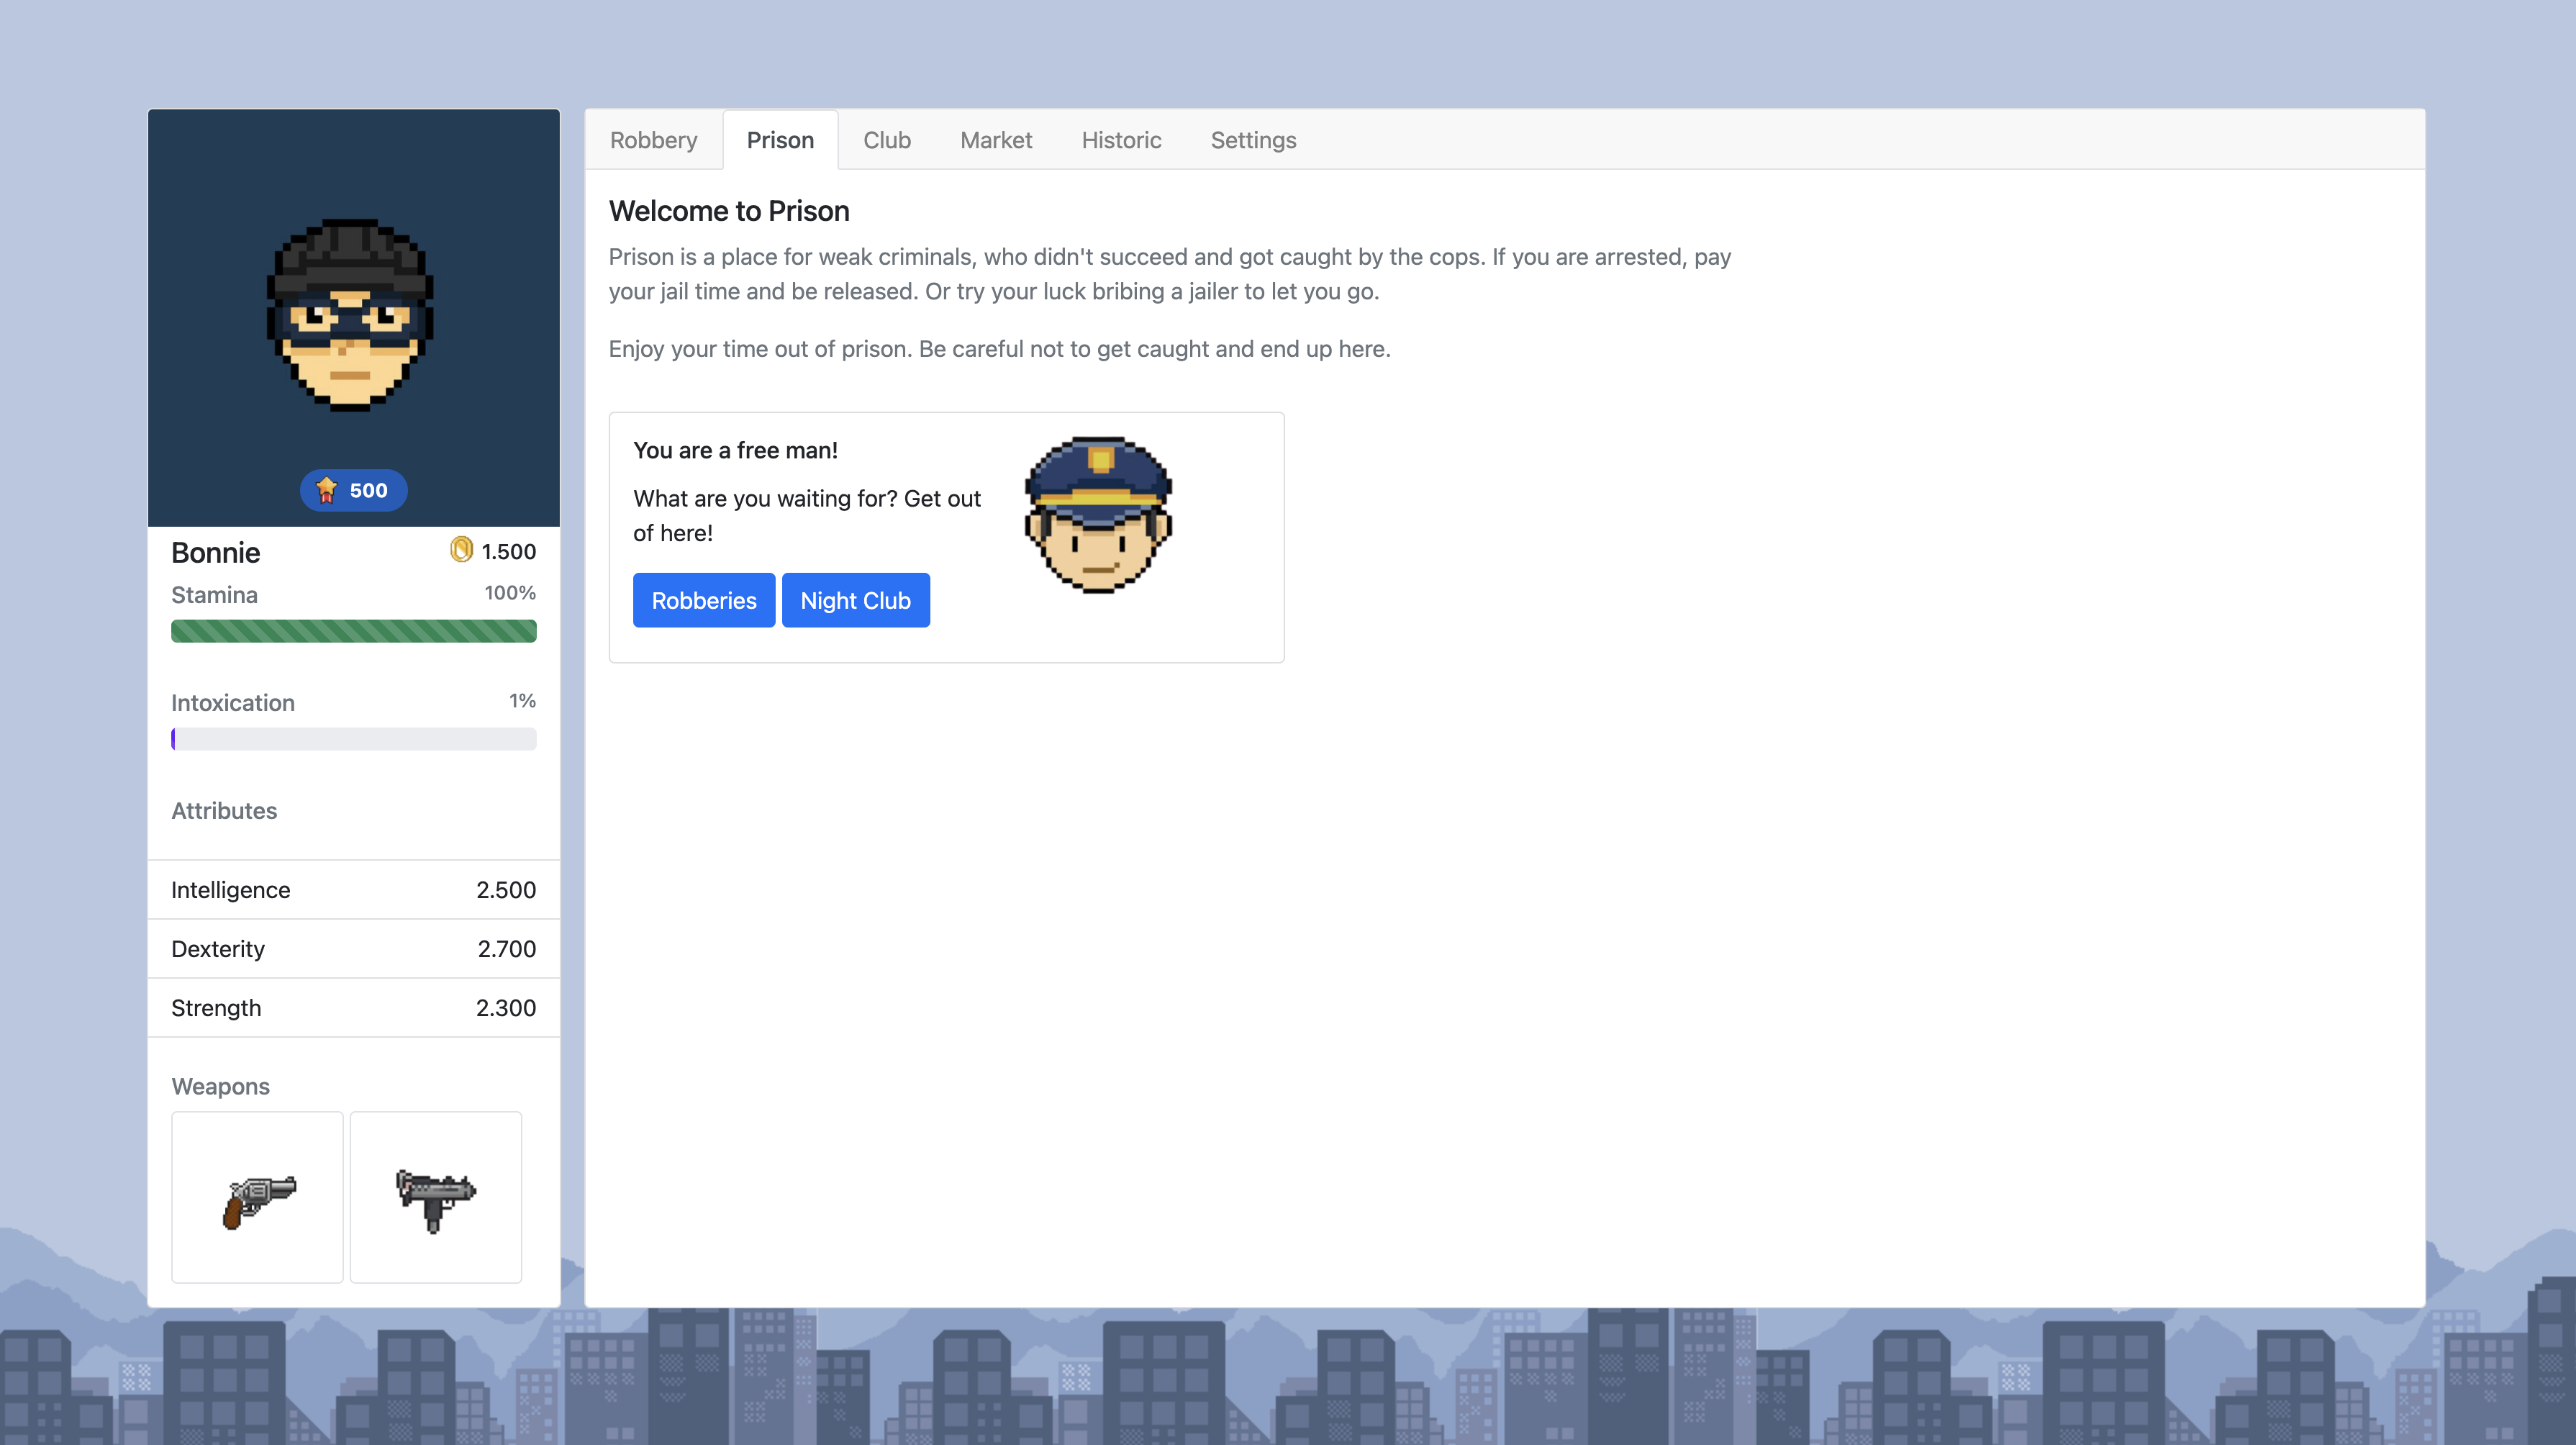 Robbery Prison Club Market Historic Settings
500
Bonnie 1.500
Stamina 100%
Intoxication 1%
Attributes
Intelligence 2.500
Dexterity 2.700
Strength 2.300
Weapons
Welcome to Prison
Prison is a place for weak criminals, who didn't succeed and got caught by the cops. If you are arrested, pay
your jail time and be released. Or try your luck bribing a jailer to let you go.
Enjoy your time out of prison. Be careful not to get caught and end up here.
You are a free man!
What are you waiting for? Get out
of here!
Robberies Night Club